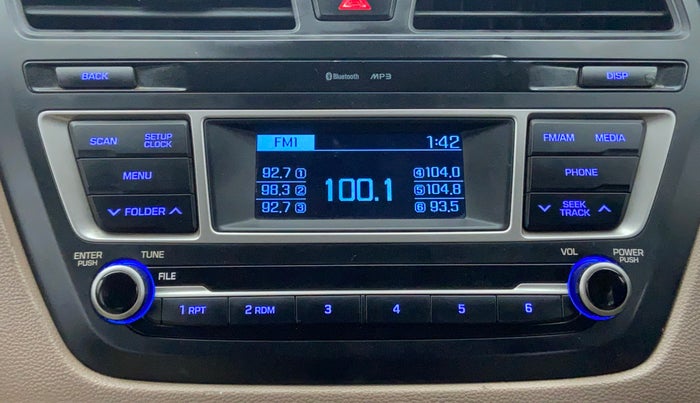 BACK
Bluetooth MP3
DISP
SCAN
SETUP
CLOCK
MENU
FOLDER
FM1
1:42
92.7 ①
98.3 ②
92.7 ③
100.1
④104.0
⑤104.8
⑥ 93.5
FM/AM
MEDIA
PHONE
SEEK
TRACK
ENTER
PUSH
TUNE
FILE
VOL
POWER
PUSH
1 RPT
2 RDM
3
4
5
6